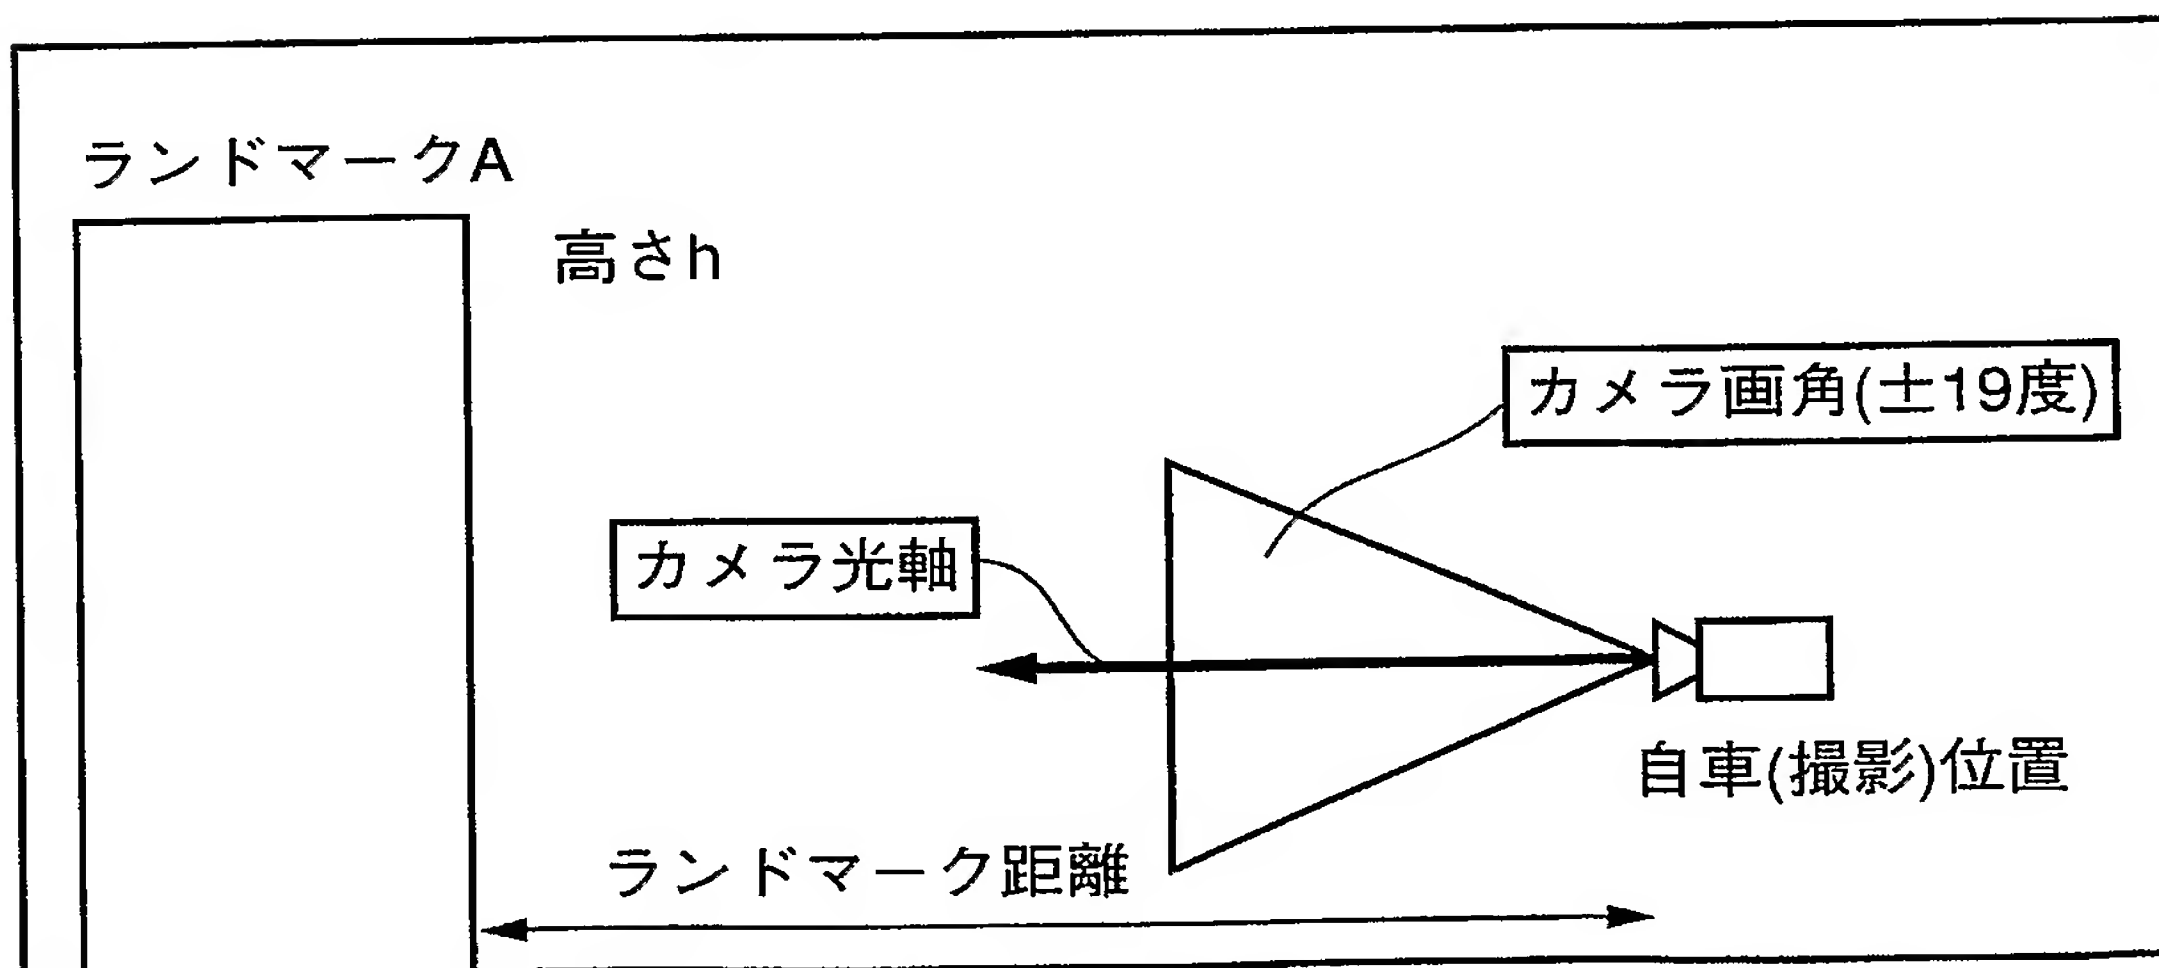 ランドマークA
高さh
カメラ画角(±19度)
カメラ光軸
自車(撮影)位置
ランドマーク距離